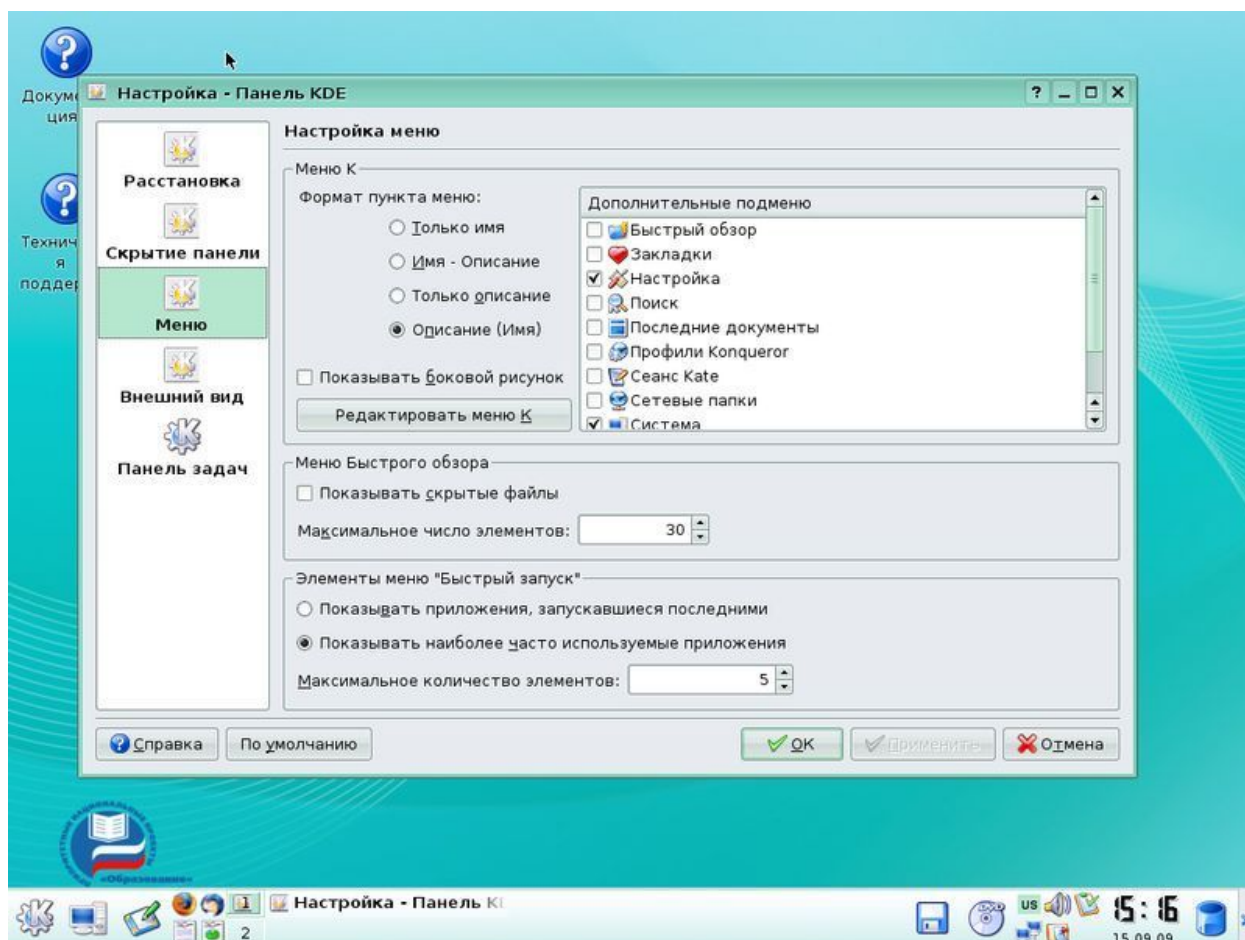 Докуме
ция
Технич
я
поддер
Настройка - Панель KDE
Расстановка
Скрытие панели
Меню
Внешний вид
Панель задач
Настройка меню
Меню K
Формат пункта меню:
Только имя
Имя - Описание
Только описание
Описание (Имя)
Показывать боковой рисунок
Редактировать меню K
Дополнительные подменю
Быстрый обзор
Закладки
Настройка
Поиск
Последние документы
Профили Konqueror
Сеанс Kate
Сетевые папки
Система
Меню Быстрого обзора
Показывать скрытые файлы
Максимальное число элементов: 30
Элементы меню "Быстрый запуск"
Показывать приложения, запускавшиеся последними
Показывать наиболее часто используемые приложения
Максимальное количество элементов: 5
Справка
По умолчанию
OK
Применить
Отмена
«Образование»
1
2
Настройка - Панель KD
US
15:16
15.09.09